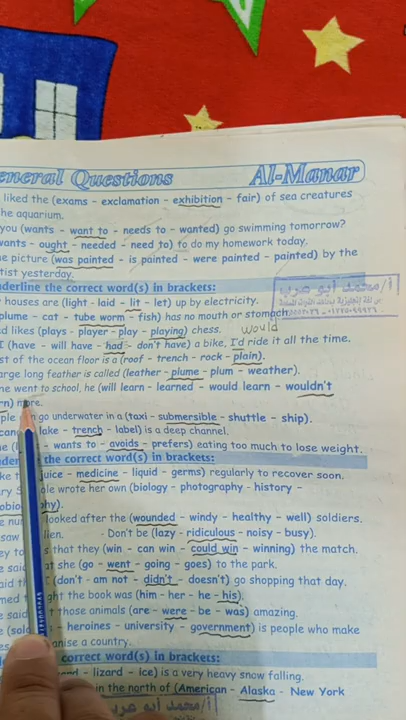 General Questions Al-Manar
liked the (exams - exclamation - exhibition - fair) of sea creatures
he aquarium.
you (wants - want to - needs to - wanted) go swimming tomorrow?
wants - ought - needed - need to) to do my homework today.
e picture (was painted - is painted - were painted - painted) by the
tist yesterday.
derline the correct word(s) in brackets:
houses are (light - laid - lit - let) up by electricity.
plume - cat - tube worm - fish) has no mouth or stomach.
d likes (plays - player - play - playing) chess.
would
I (have - will have - had - don't have) a bike, I'd ride it all the time.
st of the ocean floor is a (roof - trench - rock - plain).
arge long feather is called (leather - plume - plum - weather).
he went to school, he (will learn - learned - would learn - wouldn't
rn) more.
ple can go underwater in a (taxi - submersible - shuttle - ship).
lake - trench - label) is a deep channel.
wants to - avoids - prefers) eating too much to lose weight.
the correct word(s) in brackets:
juice - medicine - liquid - germs) regularly to recover soon.
ole wrote her own (biology - photography - history -
looked after the (wounded - windy - healthy - well) soldiers.
Don't be (lazy - ridiculous - noisy - busy).
that they (win - can win - could win - winning) the match.
at she (go - went - going - goes) to the park.
I (don't - am not - didn't - doesn't) go shopping that day.
ht the book was (him - her - he - his).
those animals (are - were - be - was) amazing.
heroines - university - government) is people who make
anise a country.
correct word(s) in brackets:
- lizard - ice) is a very heavy snow falling.
in the north of (American - Alaska - New York
أ/محمد ابو عرب